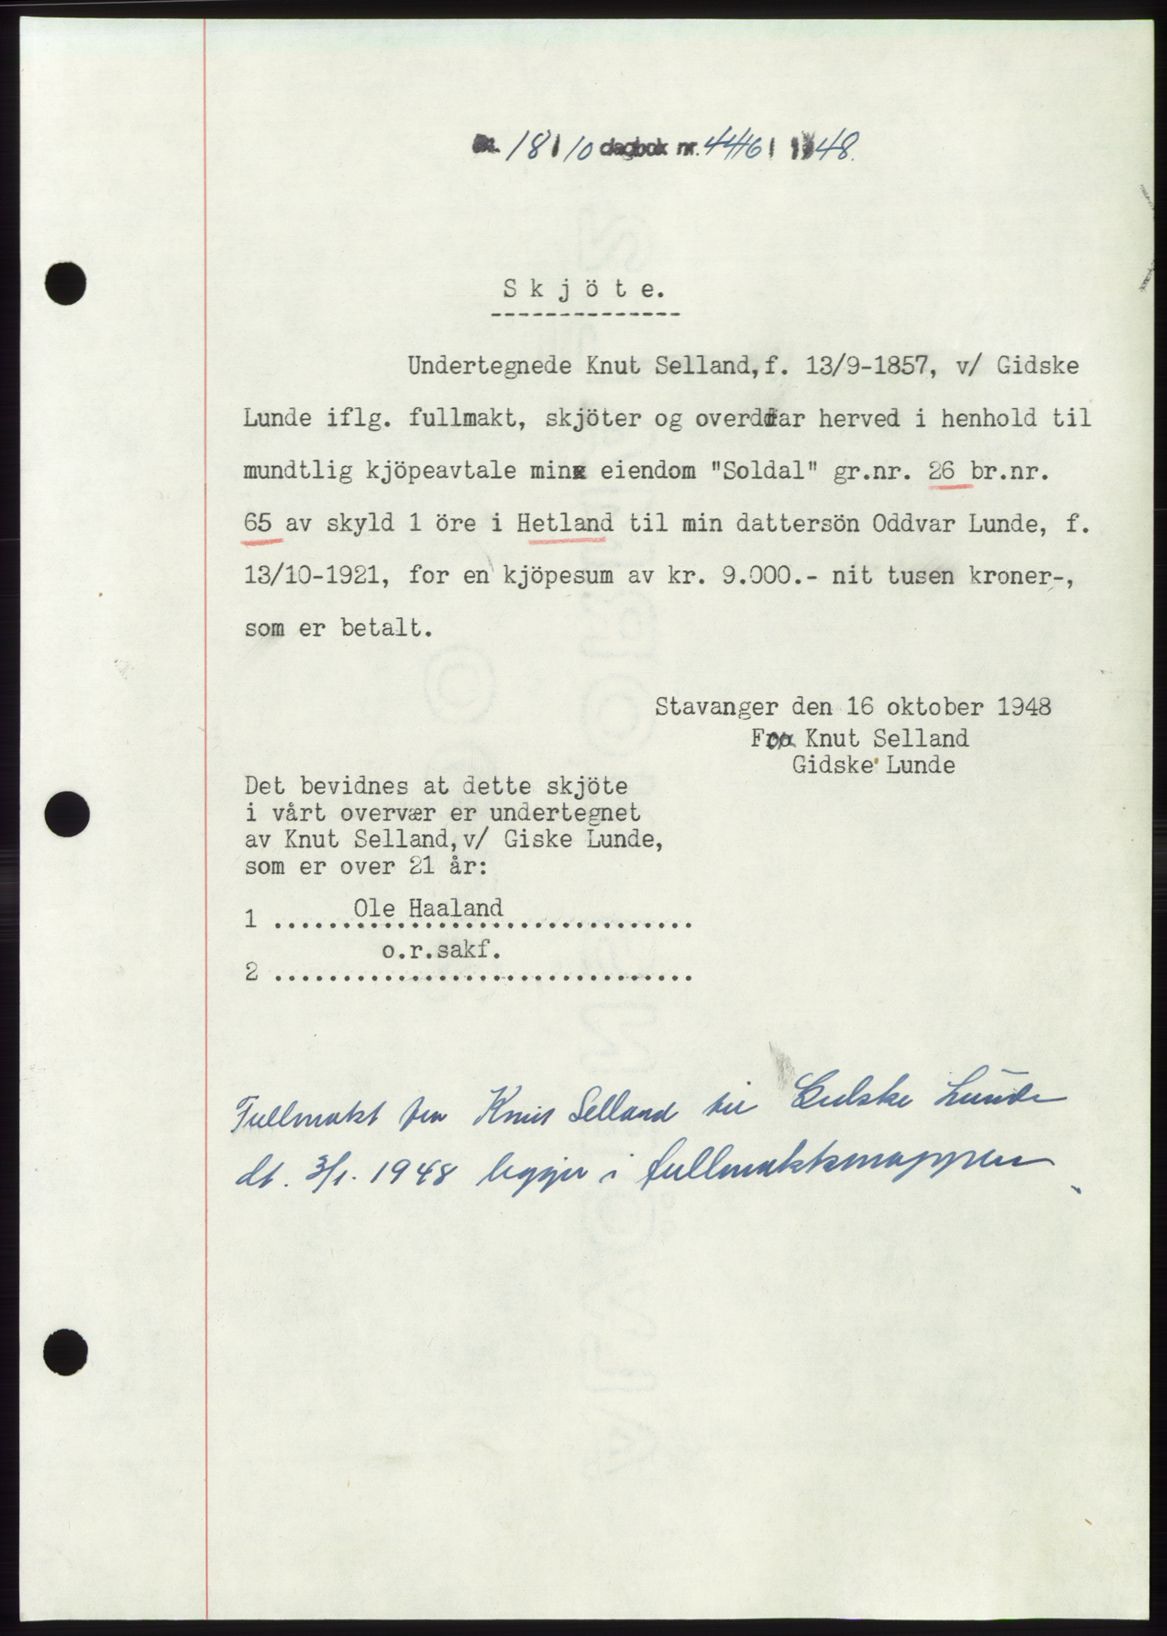 18/10 dagbok nr. 4461 1948.
Skjöte.
Undertegnede Knut Selland, f. 13/9-1857, v/ Gidske
Lunde iflg. fullmakt, skjöter og overdrar herved i henhold til
mundtlig kjöpeavtale min eiendom "Soldal" gr.nr. 26 br.nr.
65 av skyld 1 öre i Hetland til min dattersön Oddvar Lunde, f.
13/10-1921, for en kjöpesum av kr. 9.000.- nit tusen kroner-,
som er betalt.
Stavanger den 16 oktober 1948
Knut Selland
Gidske Lunde
Det bevidnes at dette skjöte
i vårt overvær er undertegnet
av Knut Selland, v/ Giske Lunde,
som er over 21 år:
1 Ole Haaland
o.r.sakf.
2
Fullmakt fra Knut Selland til Gidske Lunde
dt. 3/1. 1948 ligger i fullmaktsmappen